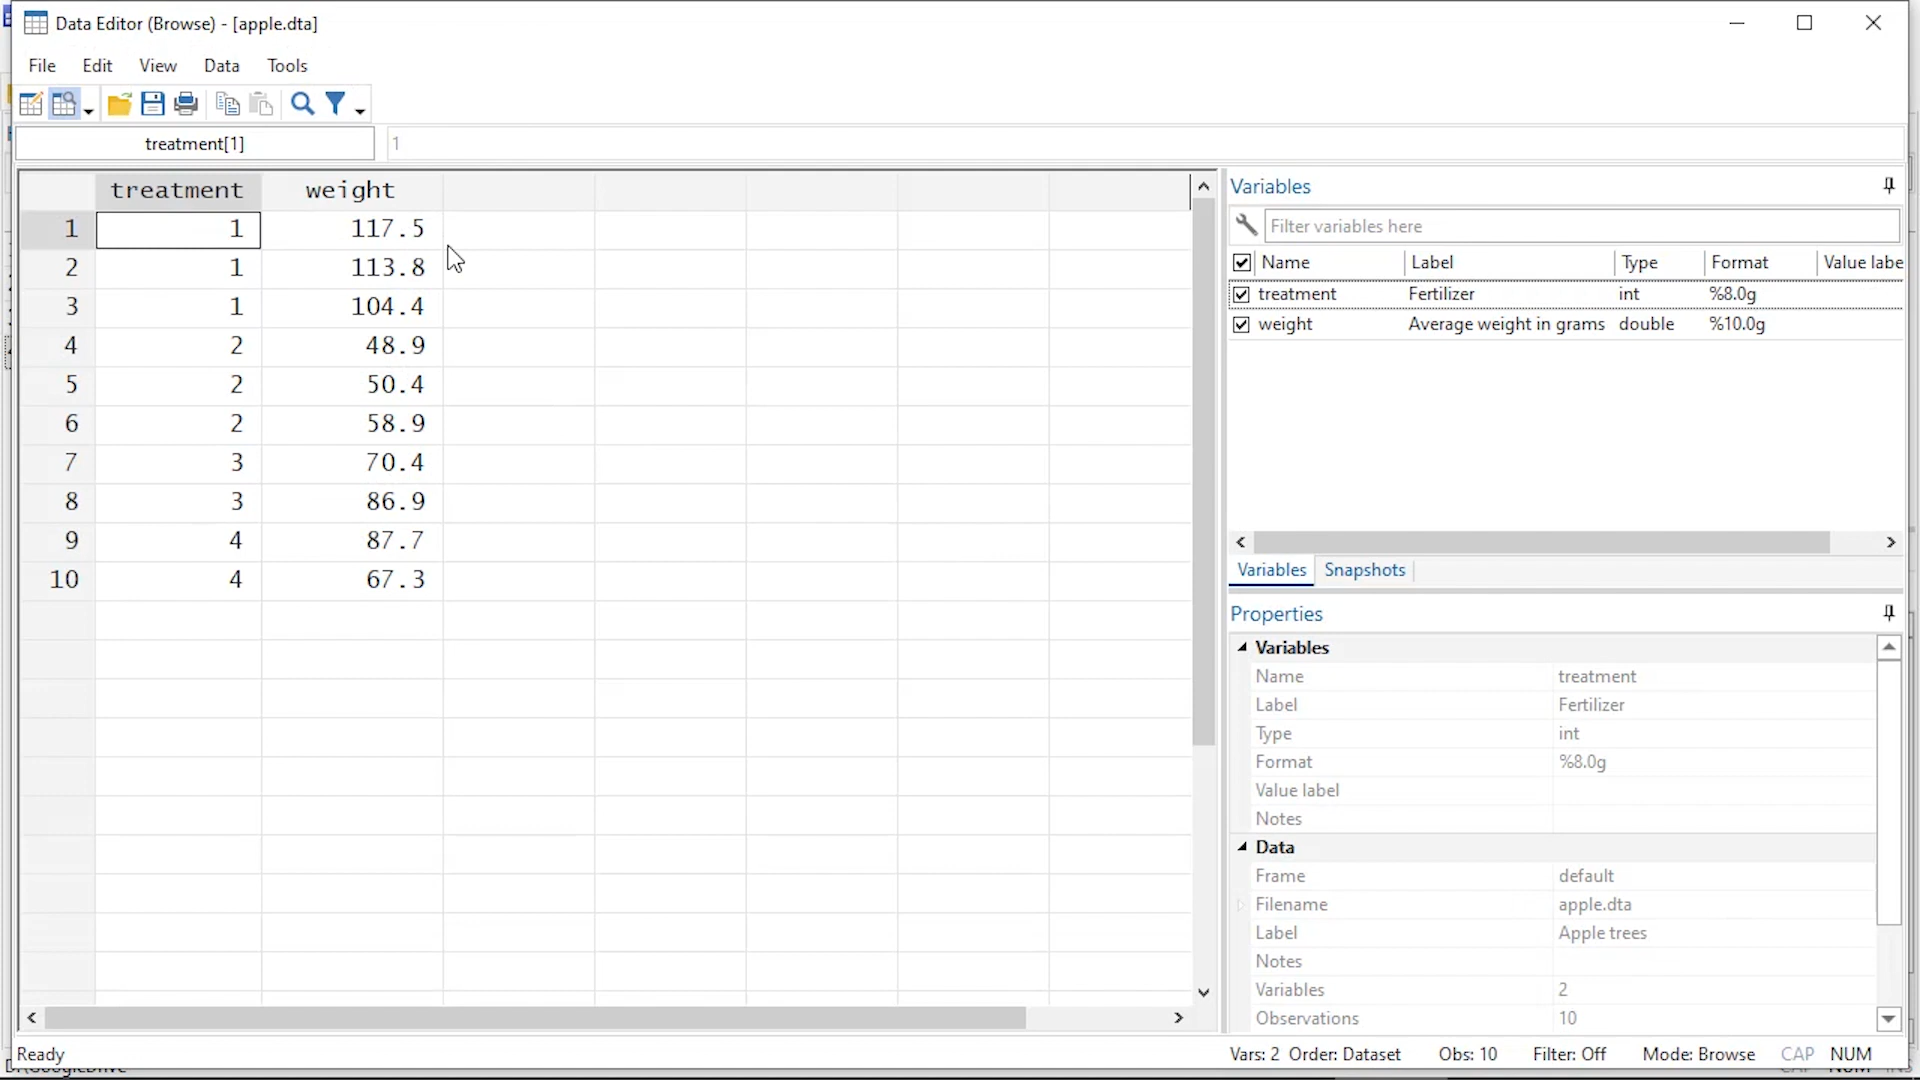 Data Editor (Browse) - [apple.dta]
File Edit View Data Tools
treatment[1] 1
treatment weight
1 1 117.5
2 1 113.8
3 1 104.4
4 2 48.9
5 2 50.4
6 2 58.9
7 3 70.4
8 3 86.9
9 4 87.7
10 4 67.3
Variables
Filter variables here
Name Label Type Format Value labe
treatment Fertilizer int %8.0g
weight Average weight in grams double %10.0g
Variables Snapshots
Properties
Variables
Name treatment
Label Fertilizer
Type int
Format %8.0g
Value label
Notes
Data
Frame default
Filename apple.dta
Label Apple trees
Notes
Variables 2
Observations 10
Ready Vars: 2 Order: Dataset Obs: 10 Filter: Off Mode: Browse CAP NUM